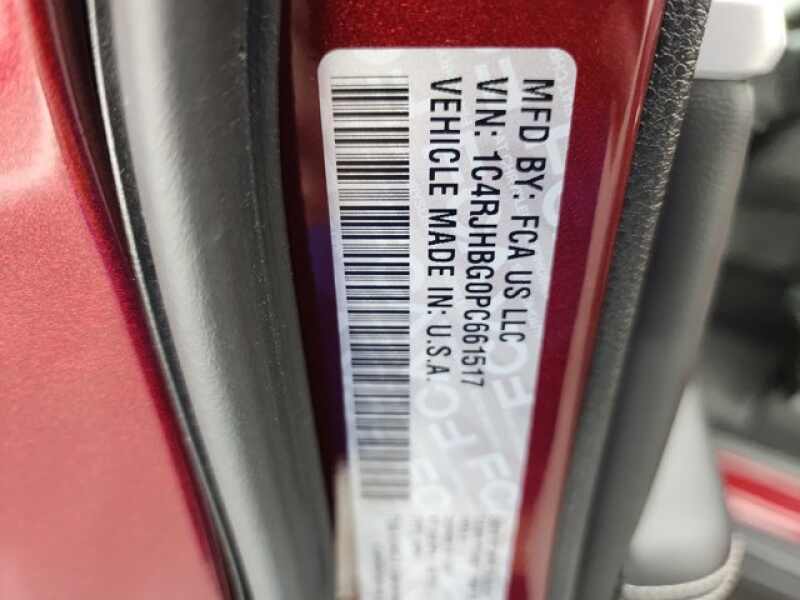 MFD BY: FCA US LLC
VIN: 1C4RJHBG0PC661517
VEHICLE MADE IN: U.S.A.